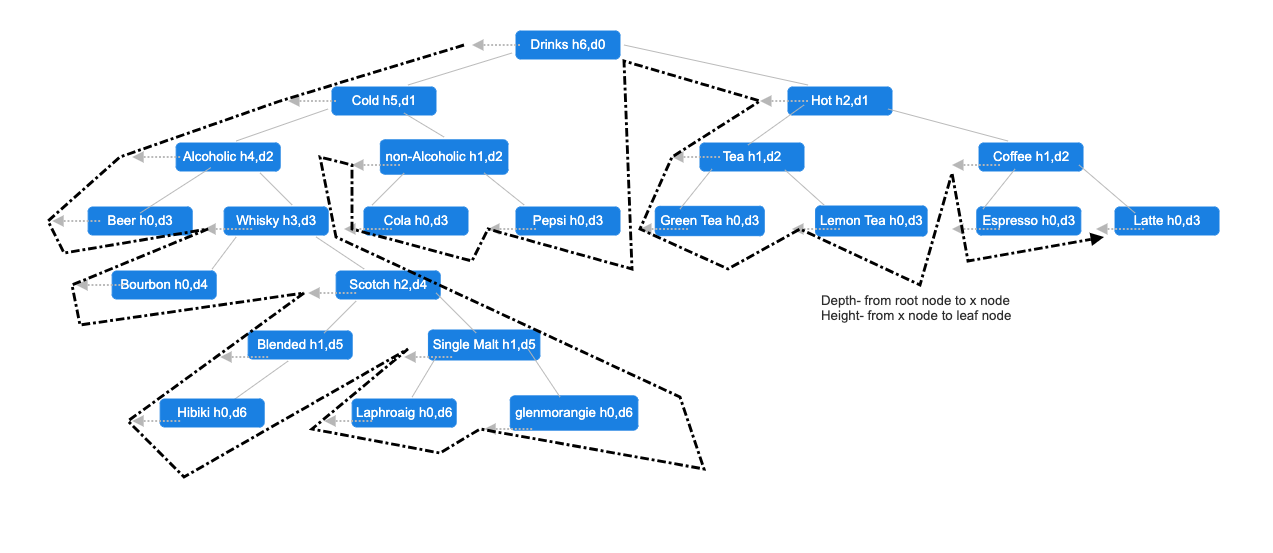 Drinks h6,d0
Cold h5,d1
Hot h2,d1
Alcoholic h4,d2
non-Alcoholic h1,d2
Tea h1,d2
Coffee h1,d2
Beer h0,d3
Whisky h3,d3
Cola h0,d3
Pepsi h0,d3
Green Tea h0,d3
Lemon Tea h0,d3
Espresso h0,d3
Latte h0,d3
Bourbon h0,d4
Scotch h2,d4
Depth- from root node to x node
Height- from x node to leaf node
Blended h1,d5
Single Malt h1,d5
Hibiki h0,d6
Laphroaig h0,d6
glenmorangie h0,d6